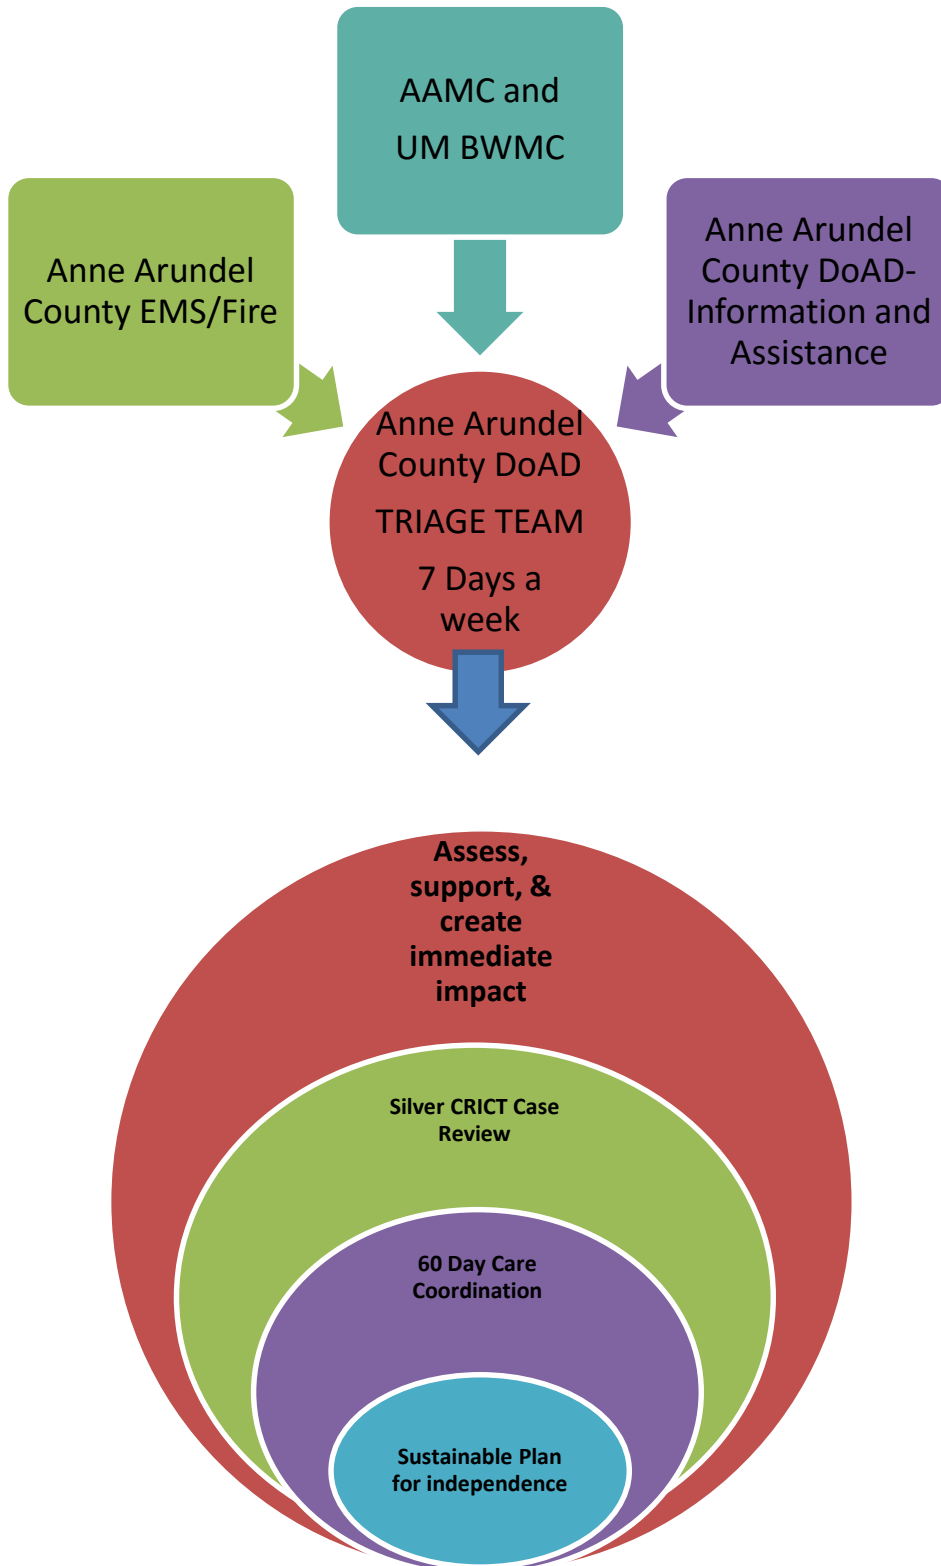 AAMC and
UM BWMC
Anne Arundel
County EMS/Fire
Anne Arundel
County DoAD-
Information and
Assistance
Anne Arundel
County DoAD
TRIAGE TEAM
7 Days a
week
Assess,
support, &
create
immediate
impact
Silver CRICT Case
Review
60 Day Care
Coordination
Sustainable Plan
for independence